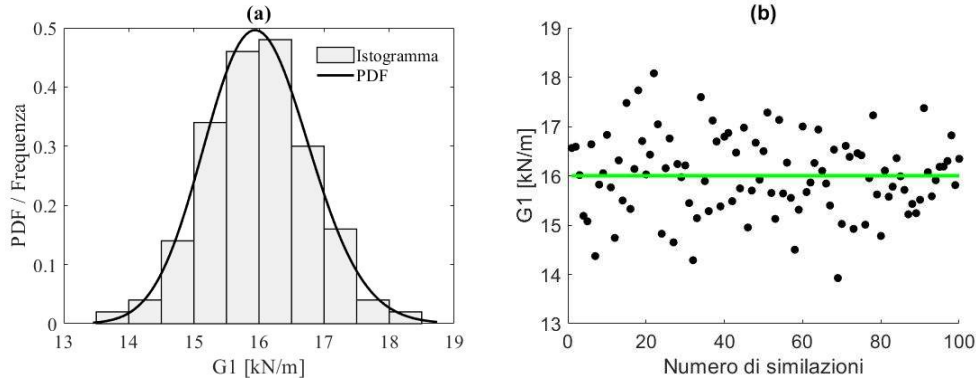 (a)
0.5
0.4
0.3
0.2
0.1
0
PDF / Frequenza
Istogramma
PDF
13 14 15 16 17 18 19
G1 [kN/m]
(b)
19
18
17
16
15
14
13
G1 [kN/m]
0 20 40 60 80 100
Numero di similazioni